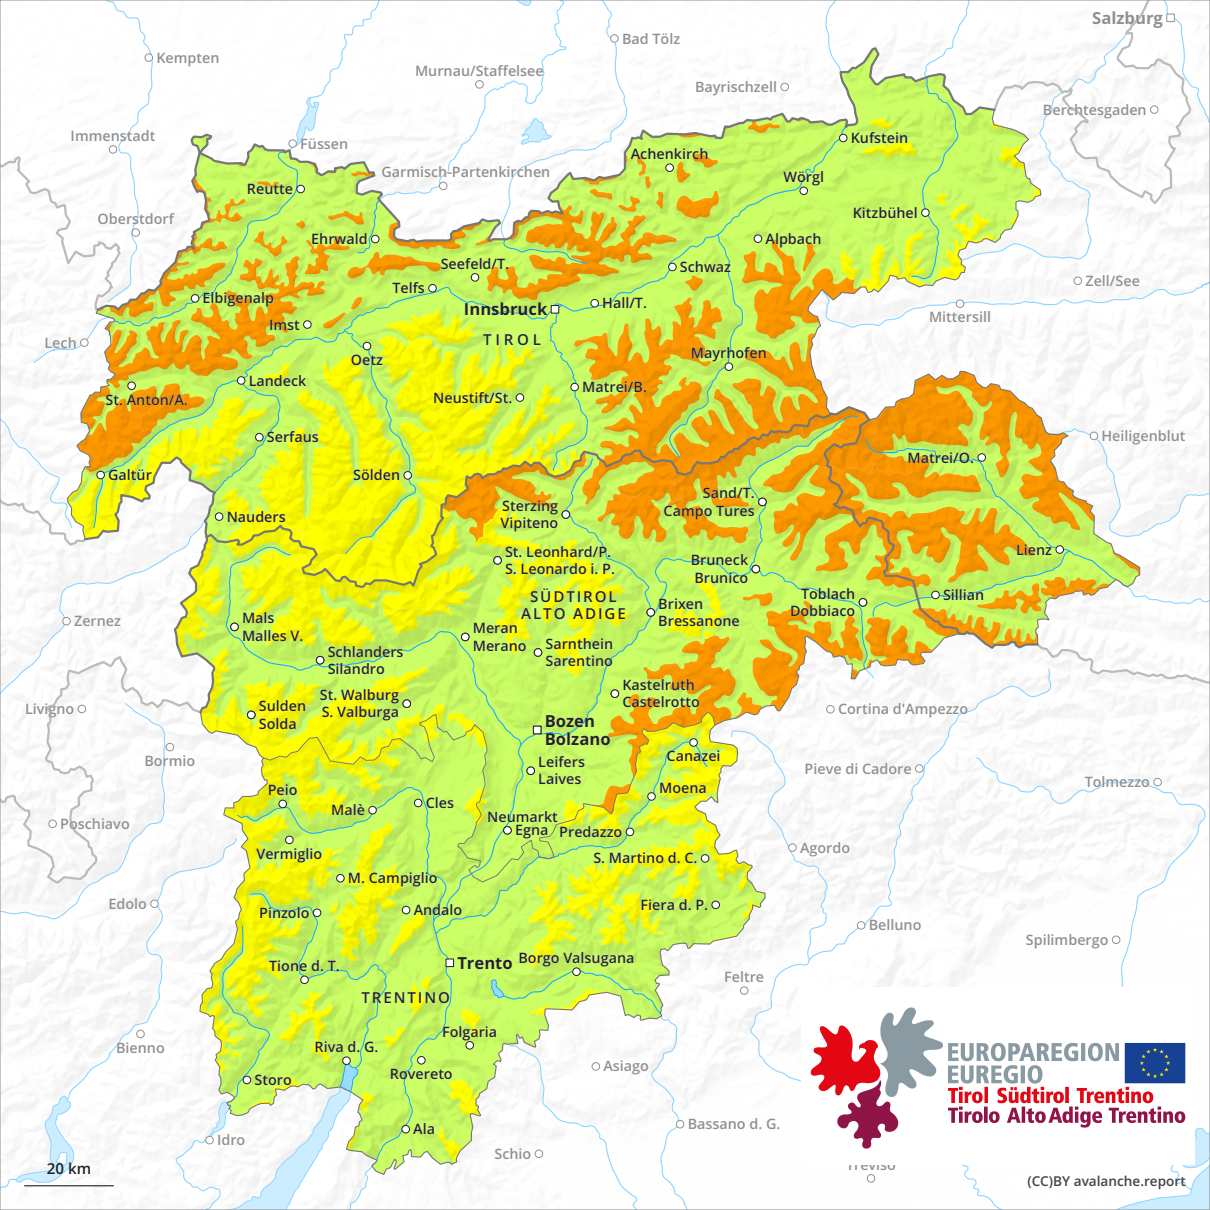 Salzburg
Bad Tölz
Kempten
Murnau/Staffelsee
Bayrischzell
Berchtesgaden
Immenstadt
Füssen
Kufstein
Achenkirch
Garmisch-Partenkirchen
Wörgl
Reutte
Oberstdorf
Kitzbühel
Ehrwald
Alpbach
Seefeld/T.
Schwaz
Zell/See
Telfs
Elbigenalp
Hall/T.
Innsbruck
Mittersill
Imst
TIROL
Lech
Oetz
Mayrhofen
Landeck
Matrei/B.
St. Anton/A.
Neustift/St.
Serfaus
Heiligenblut
Matrei/O.
Galtür
Sölden
Sand/T.
Campo Tures
Sterzing
Vipiteno
Nauders
St. Leonhard/P.
S. Leonardo i. P.
Lienz
Bruneck
Brunico
SÜDTIROL
ALTO ADIGE
Toblach
Dobbiaco
Sillian
Brixen
Bressanone
Zernez
Mals
Malles V.
Meran
Merano
Sarnthein
Sarentino
Schlanders
Silandro
Kastelruth
Castelrotto
St. Walburg
S. Valburga
Sulden
Solda
Livigno
Cortina d'Ampezzo
Bozen
Bolzano
Bormio
Canazei
Leifers
Laives
Pieve di Cadore
Tolmezzo
Peio
Moena
Malè
Cles
Neumarkt
Egna
Predazzo
Poschiavo
Vermiglio
Agordo
S. Martino d. C.
M. Campiglio
Edolo
Pinzolo
Andalo
Fiera d. P.
Belluno
Spilimbergo
Trento
Borgo Valsugana
Tione d. T.
Feltre
TRENTINO
Folgaria
Bienno
Riva d. G.
Rovereto
Asiago
Storo
EUROPAREGION
EUREGIO
Tirol Südtirol Trentino
Tirolo Alto Adige Trentino
Ala
Bassano d. G.
Idro
Schio
Treviso
20 km
(CC)BY avalanche.report